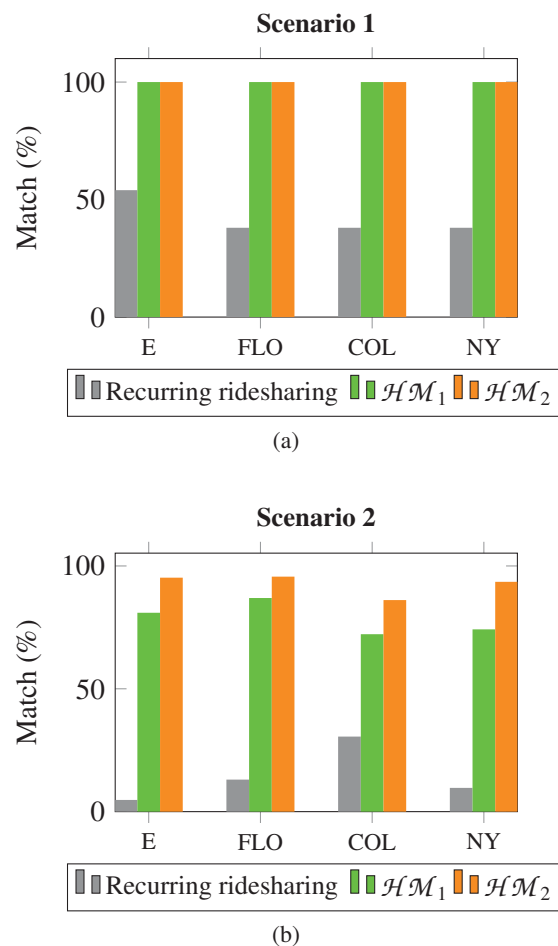 Scenario 1
Match (%)
100
50
0
E FLO COL NY
Recurring ridesharing ℋℳ₁ ℋℳ₂
(a)
Scenario 2
Match (%)
100
50
0
E FLO COL NY
Recurring ridesharing ℋℳ₁ ℋℳ₂
(b)